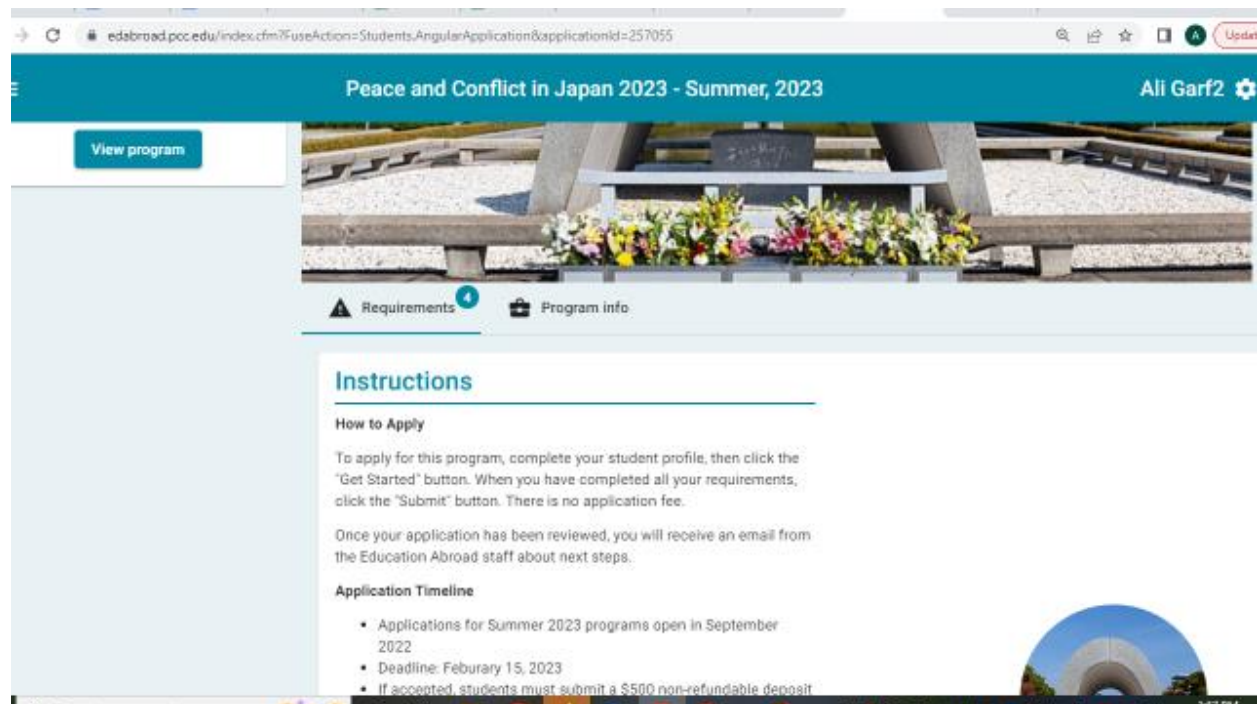 edabroad.pcc.edu/index.cfm?FuseAction=Students.AngularApplication&applicationId=257055
A
Updat
Peace and Conflict in Japan 2023 - Summer, 2023
Ali Garf2
View program
Requirements 4
Program info
Instructions
How to Apply
To apply for this program, complete your student profile, then click the
"Get Started" button. When you have completed all your requirements,
click the "Submit" button. There is no application fee.
Once your application has been reviewed, you will receive an email from
the Education Abroad staff about next steps.
Application Timeline
• Applications for Summer 2023 programs open in September
2022
• Deadline: Feburary 15, 2023
• If accepted, students must submit a $500 non-refundable deposit